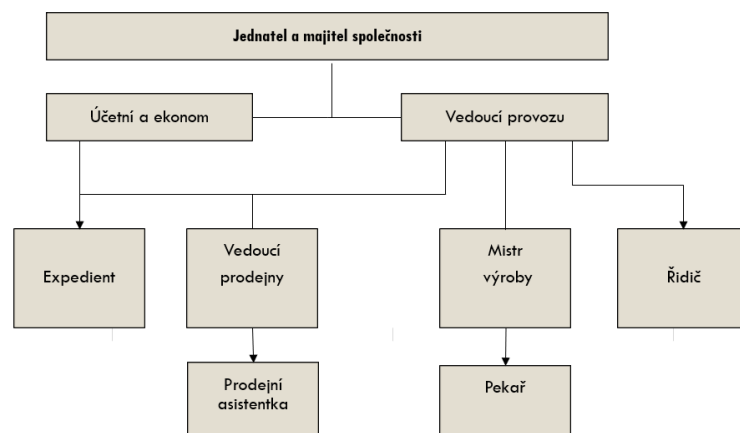 Jednatel a majitel společnosti
Účetní a ekonom
Vedoucí provozu
Expedient
Vedoucí
prodejny
Mistr
výroby
Řidič
Prodejní
asistentka
Pekař